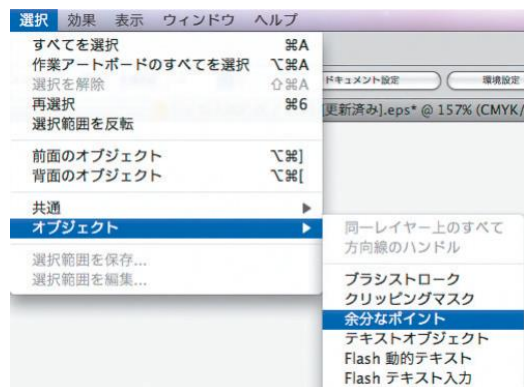 選択 効果 表示 ウィンドウ ヘルプ
すべてを選択 ⌘A
作業アートボードのすべてを選択 ⌥⌘A
選択を解除 ⇧⌘A
再選択 ⌘6
選択範囲を反転
前面のオブジェクト ⌥⌘]
背面のオブジェクト ⌥⌘[
共通 ▶
オブジェクト ▶
選択範囲を保存...
選択範囲を編集...
ドキュメント設定 環境設定
[更新済み].eps* @ 157% (CMYK/
同一レイヤー上のすべて
方向線のハンドル
ブラシストローク
クリッピングマスク
余分なポイント
テキストオブジェクト
Flash 動的テキスト
Flash テキスト入力